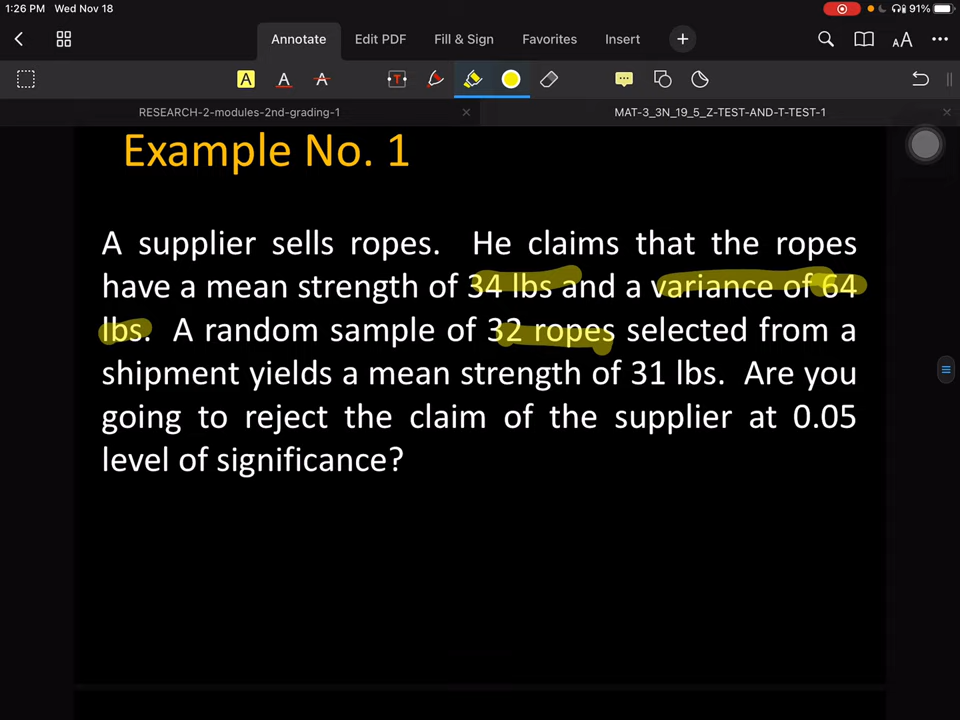 1:26 PM Wed Nov 18 91%
Annotate Edit PDF Fill & Sign Favorites Insert
RESEARCH-2-modules-2nd-grading-1 MAT-3_3N_19_5_Z-TEST-AND-T-TEST-1
Example No. 1
A supplier sells ropes. He claims that the ropes
have a mean strength of 34 lbs and a variance of 64
lbs. A random sample of 32 ropes selected from a
shipment yields a mean strength of 31 lbs. Are you
going to reject the claim of the supplier at 0.05
level of significance?